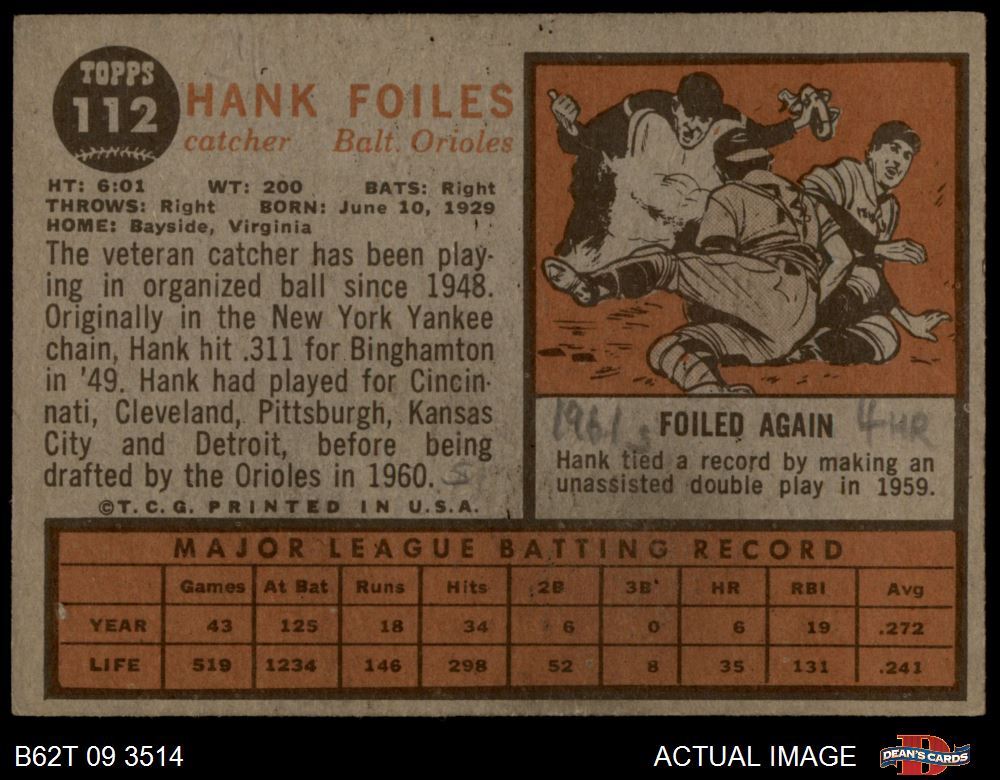 TOPPS
112
HANK FOILES
catcher Balt. Orioles
HT: 6:01 WT: 200 BATS: Right
THROWS: Right BORN: June 10, 1929
HOME: Bayside, Virginia
The veteran catcher has been play-
ing in organized ball since 1948.
Originally in the New York Yankee
chain, Hank hit .311 for Binghamton
in '49. Hank had played for Cincin-
nati, Cleveland, Pittsburgh, Kansas
City and Detroit, before being
drafted by the Orioles in 1960.
©T.C.G. PRINTED IN U.S.A.
1961 FOILED AGAIN 4 HR
Hank tied a record by making an
unassisted double play in 1959.
MAJOR LEAGUE BATTING RECORD
Games At Bat Runs Hits 2B 3B HR RBI Avg
YEAR 43 125 18 34 6 0 6 19 .272
LIFE 519 1234 146 298 52 8 35 131 .241
B62T 09 3514 ACTUAL IMAGE DEAN'S CARDS